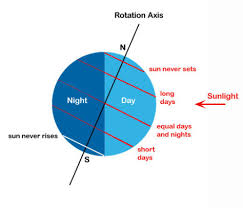 Rotation Axis
N
sun never sets
long
days
Sunlight
Night
Day
equal days
and nights
sun never rises
short
days
S